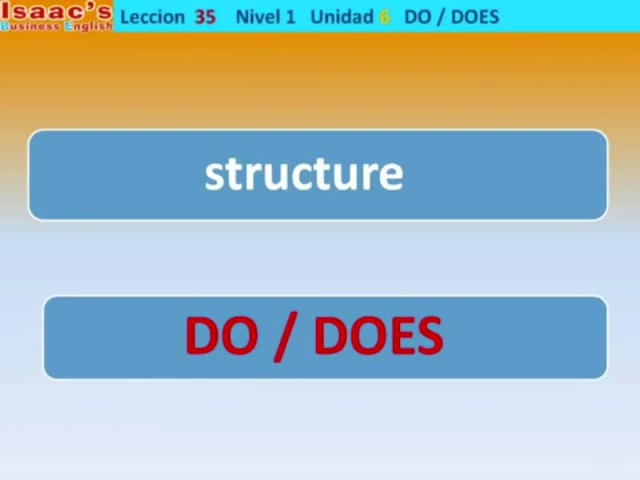 Isaac's
Business English
Leccion 35 Nivel 1 Unidad 6 DO / DOES
structure
DO / DOES